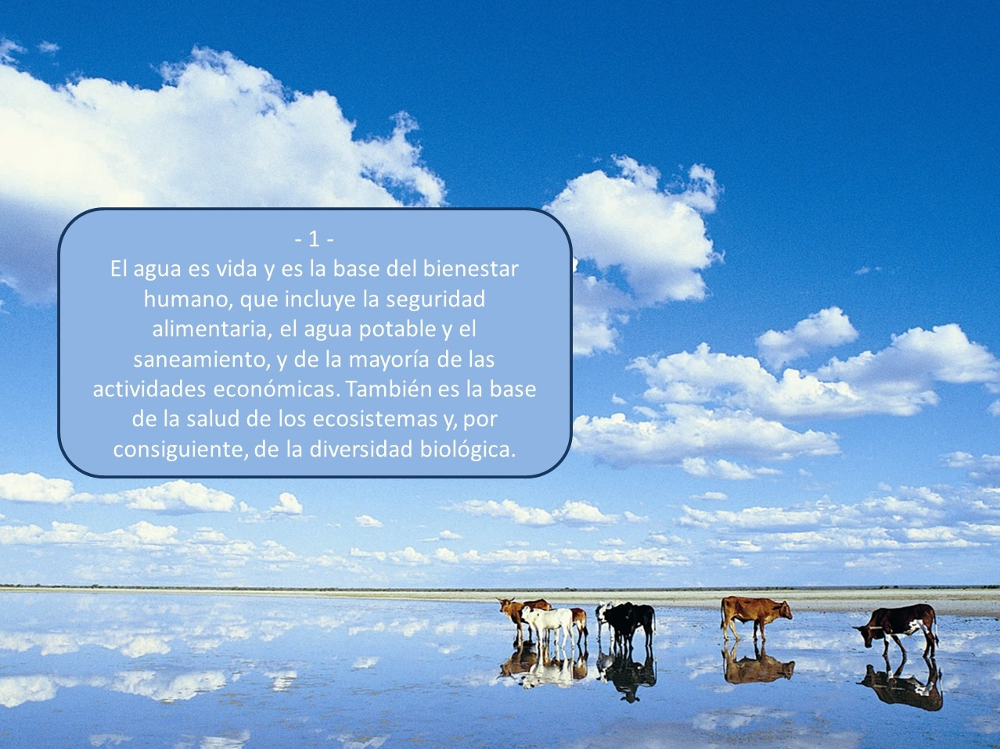 - 1 -
El agua es vida y es la base del bienestar
humano, que incluye la seguridad
alimentaria, el agua potable y el
saneamiento, y de la mayoría de las
actividades económicas. También es la base
de la salud de los ecosistemas y, por
consiguiente, de la diversidad biológica.